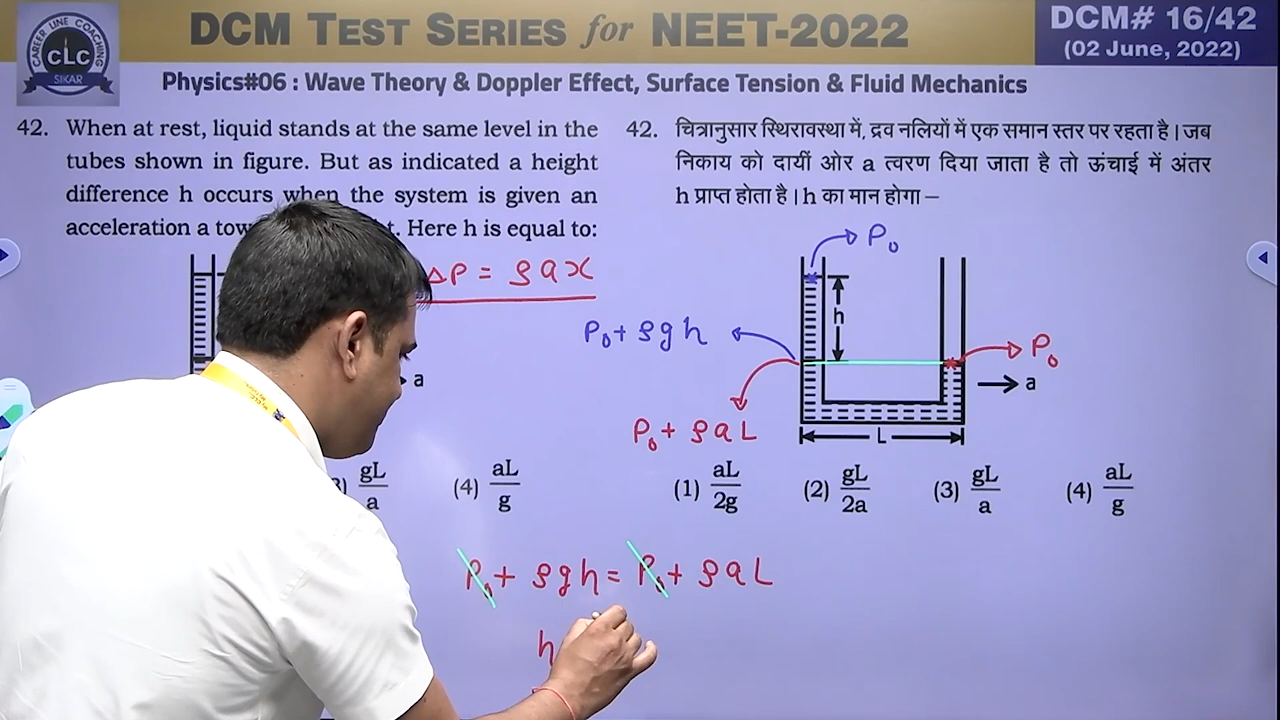 CAREER LINE COACHING
CLC
SIKAR
DCM TEST SERIES for NEET-2022
DCM# 16/42
(02 June, 2022)
Physics#06 : Wave Theory & Doppler Effect, Surface Tension & Fluid Mechanics
42. When at rest, liquid stands at the same level in the
tubes shown in figure. But as indicated a height
difference h occurs when the system is given an
acceleration a Here h is equal to:
42. चित्रानुसार स्थिरावस्था में, द्रव नलियों में एक समान स्तर पर रहता है। जब
निकाय को दायीं ओर a त्वरण दिया जाता है तो ऊंचाई में अंतर
h प्राप्त होता है। h का मान होगा –
ΔP = ρax
a
P₀
P₀ + ρgh
h
P₀
a
P₀ + ρaL
L
gL/a
(4) aL/g
(1) aL/2g (2) gL/2a (3) gL/a (4) aL/g
P₀ + ρgh = P₀ + ρaL
h